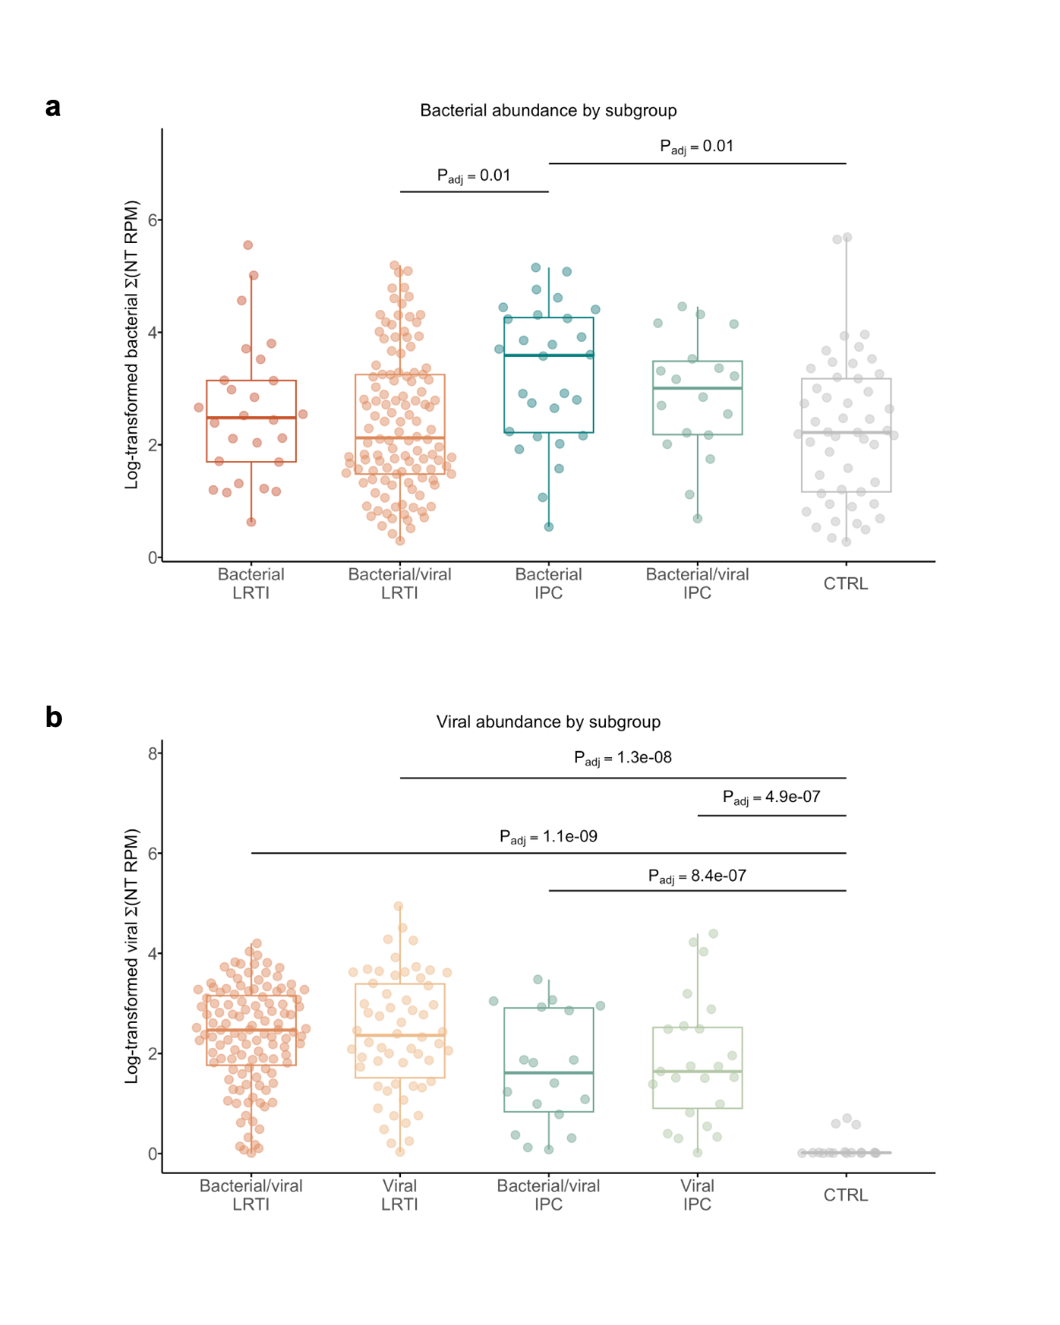 a
Bacterial abundance by subgroup
Padj = 0.01
Padj = 0.01
Log-transformed bacterial Σ(NT RPM)
6
4
2
0
Bacterial LRTI
Bacterial/viral LRTI
Bacterial IPC
Bacterial/viral IPC
CTRL
b
Viral abundance by subgroup
Padj = 1.3e-08
Padj = 4.9e-07
Padj = 1.1e-09
Padj = 8.4e-07
Log-transformed viral Σ(NT RPM)
8
6
4
2
0
Bacterial/viral LRTI
Viral LRTI
Bacterial/viral IPC
Viral IPC
CTRL